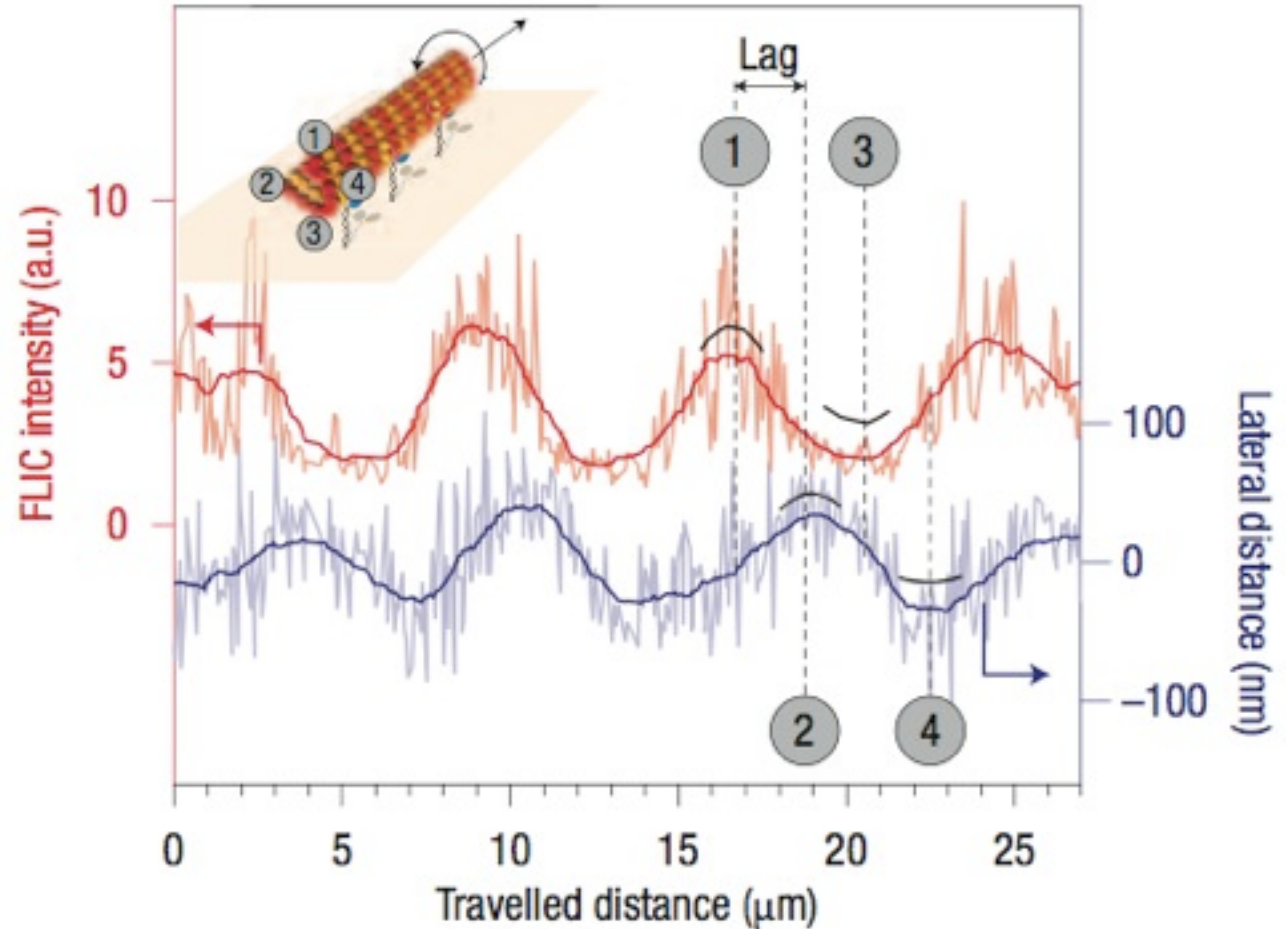 Lag
1
3
1
2
4
3
10
5
0
FLIC intensity (a.u.)
100
0
–100
Lateral distance (nm)
2
4
0 5 10 15 20 25
Travelled distance (μm)